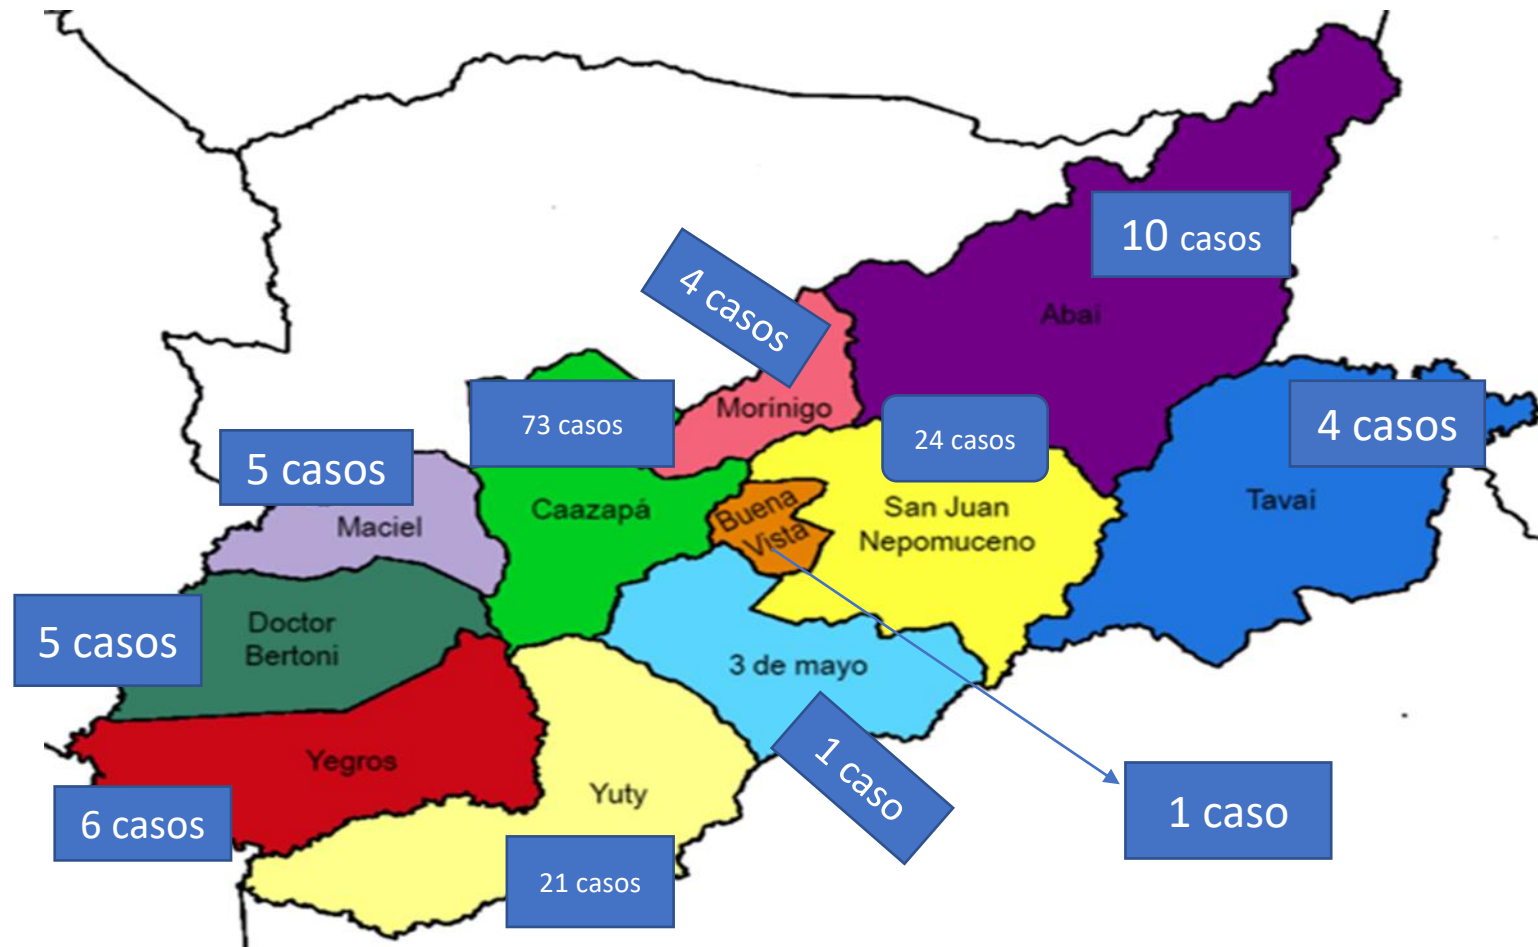 10 casos
Abai
4 casos
Morinigo
73 casos
24 casos
4 casos
5 casos
Maciel
Caazapá
Buena
Vista
San Juan
Nepomuceno
Tavai
5 casos
Doctor
Bertoni
3 de mayo
Yegros
Yuty
1 caso
1 caso
6 casos
21 casos